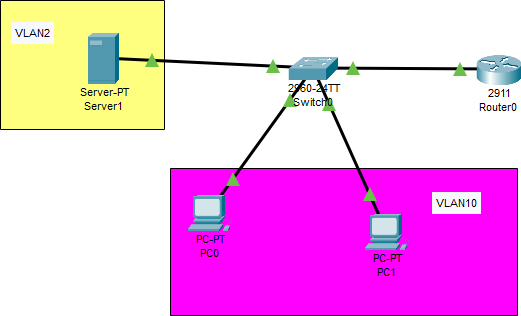 VLAN2
Server-PT
Server1
2960-24TT
Switch0
2911
Router0
VLAN10
PC-PT
PC0
PC-PT
PC1